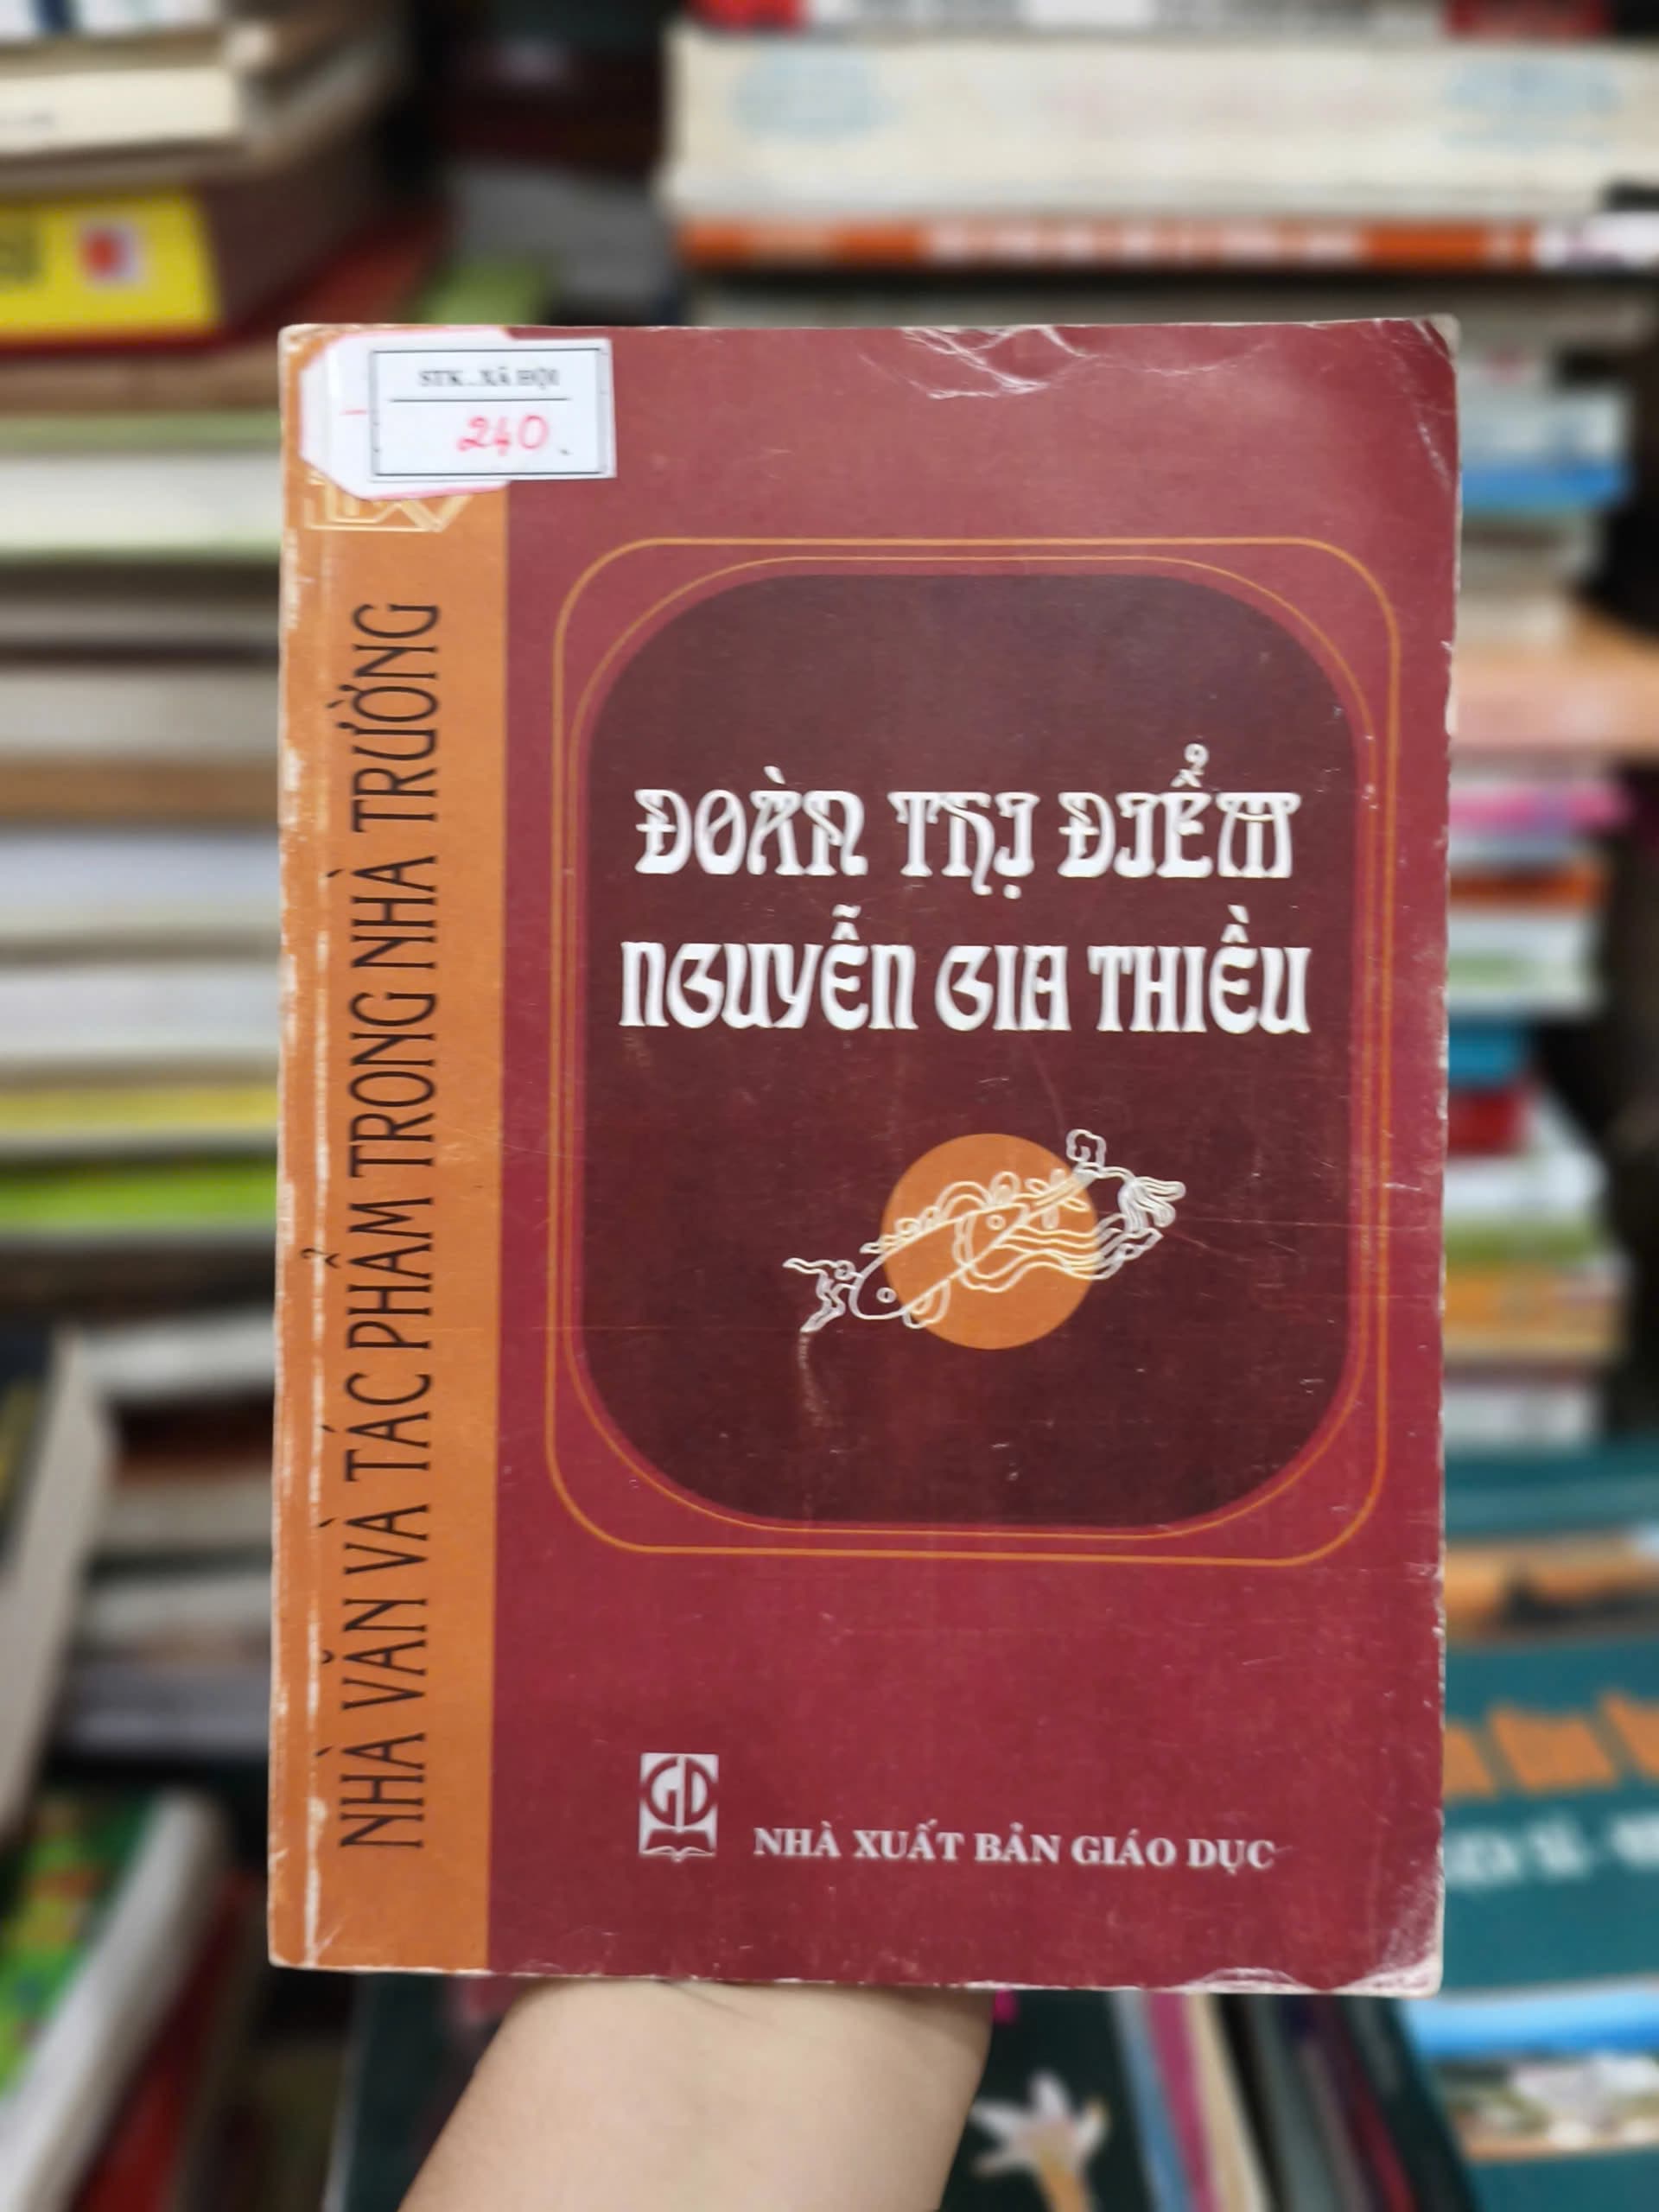 STK . XÃ HỘI
240
NHÀ VĂN VÀ TÁC PHẨM TRONG NHÀ TRƯỜNG
ĐOÀN THỊ ĐIỂM
NGUYỄN GIA THIỀU
GD
NHÀ XUẤT BẢN GIÁO DỤC